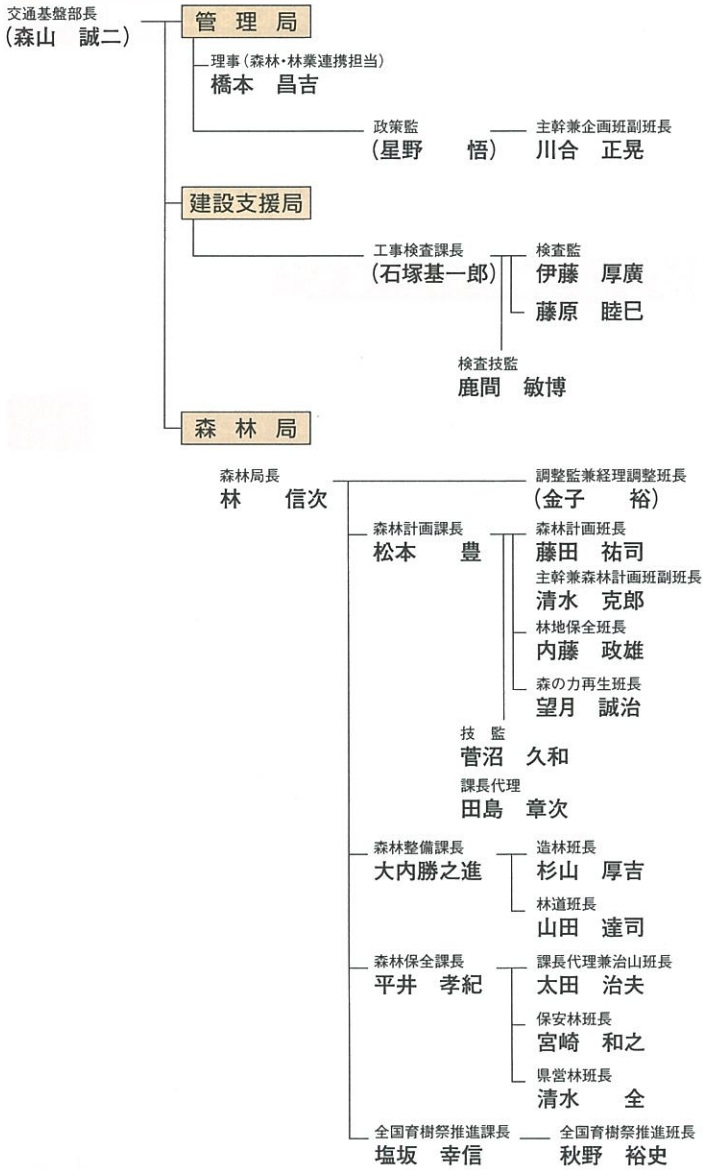 交通基盤部長
(森山 誠二)
管理局
理事(森林・林業連携担当)
橋本 昌吉
政策監
(星野 悟)
主幹兼企画班副班長
川合 正晃
建設支援局
工事検査課長
(石塚基一郎)
検査監
伊藤 厚廣
藤原 睦巳
検査技監
鹿間 敏博
森林局
森林局長
林 信次
調整監兼経理調整班長
(金子 裕)
森林計画課長
松本 豊
森林計画班長
藤田 祐司
主幹兼森林計画班副班長
清水 克郎
林地保全班長
内藤 政雄
森の力再生班長
望月 誠治
技監
菅沼 久和
課長代理
田島 章次
森林整備課長
大内勝之進
造林班長
杉山 厚吉
林道班長
山田 達司
森林保全課長
平井 孝紀
課長代理兼治山班長
太田 治夫
保安林班長
宮崎 和之
県営林班長
清水 全
全国育樹祭推進課長
塩坂 幸信
全国育樹祭推進班長
秋野 裕史